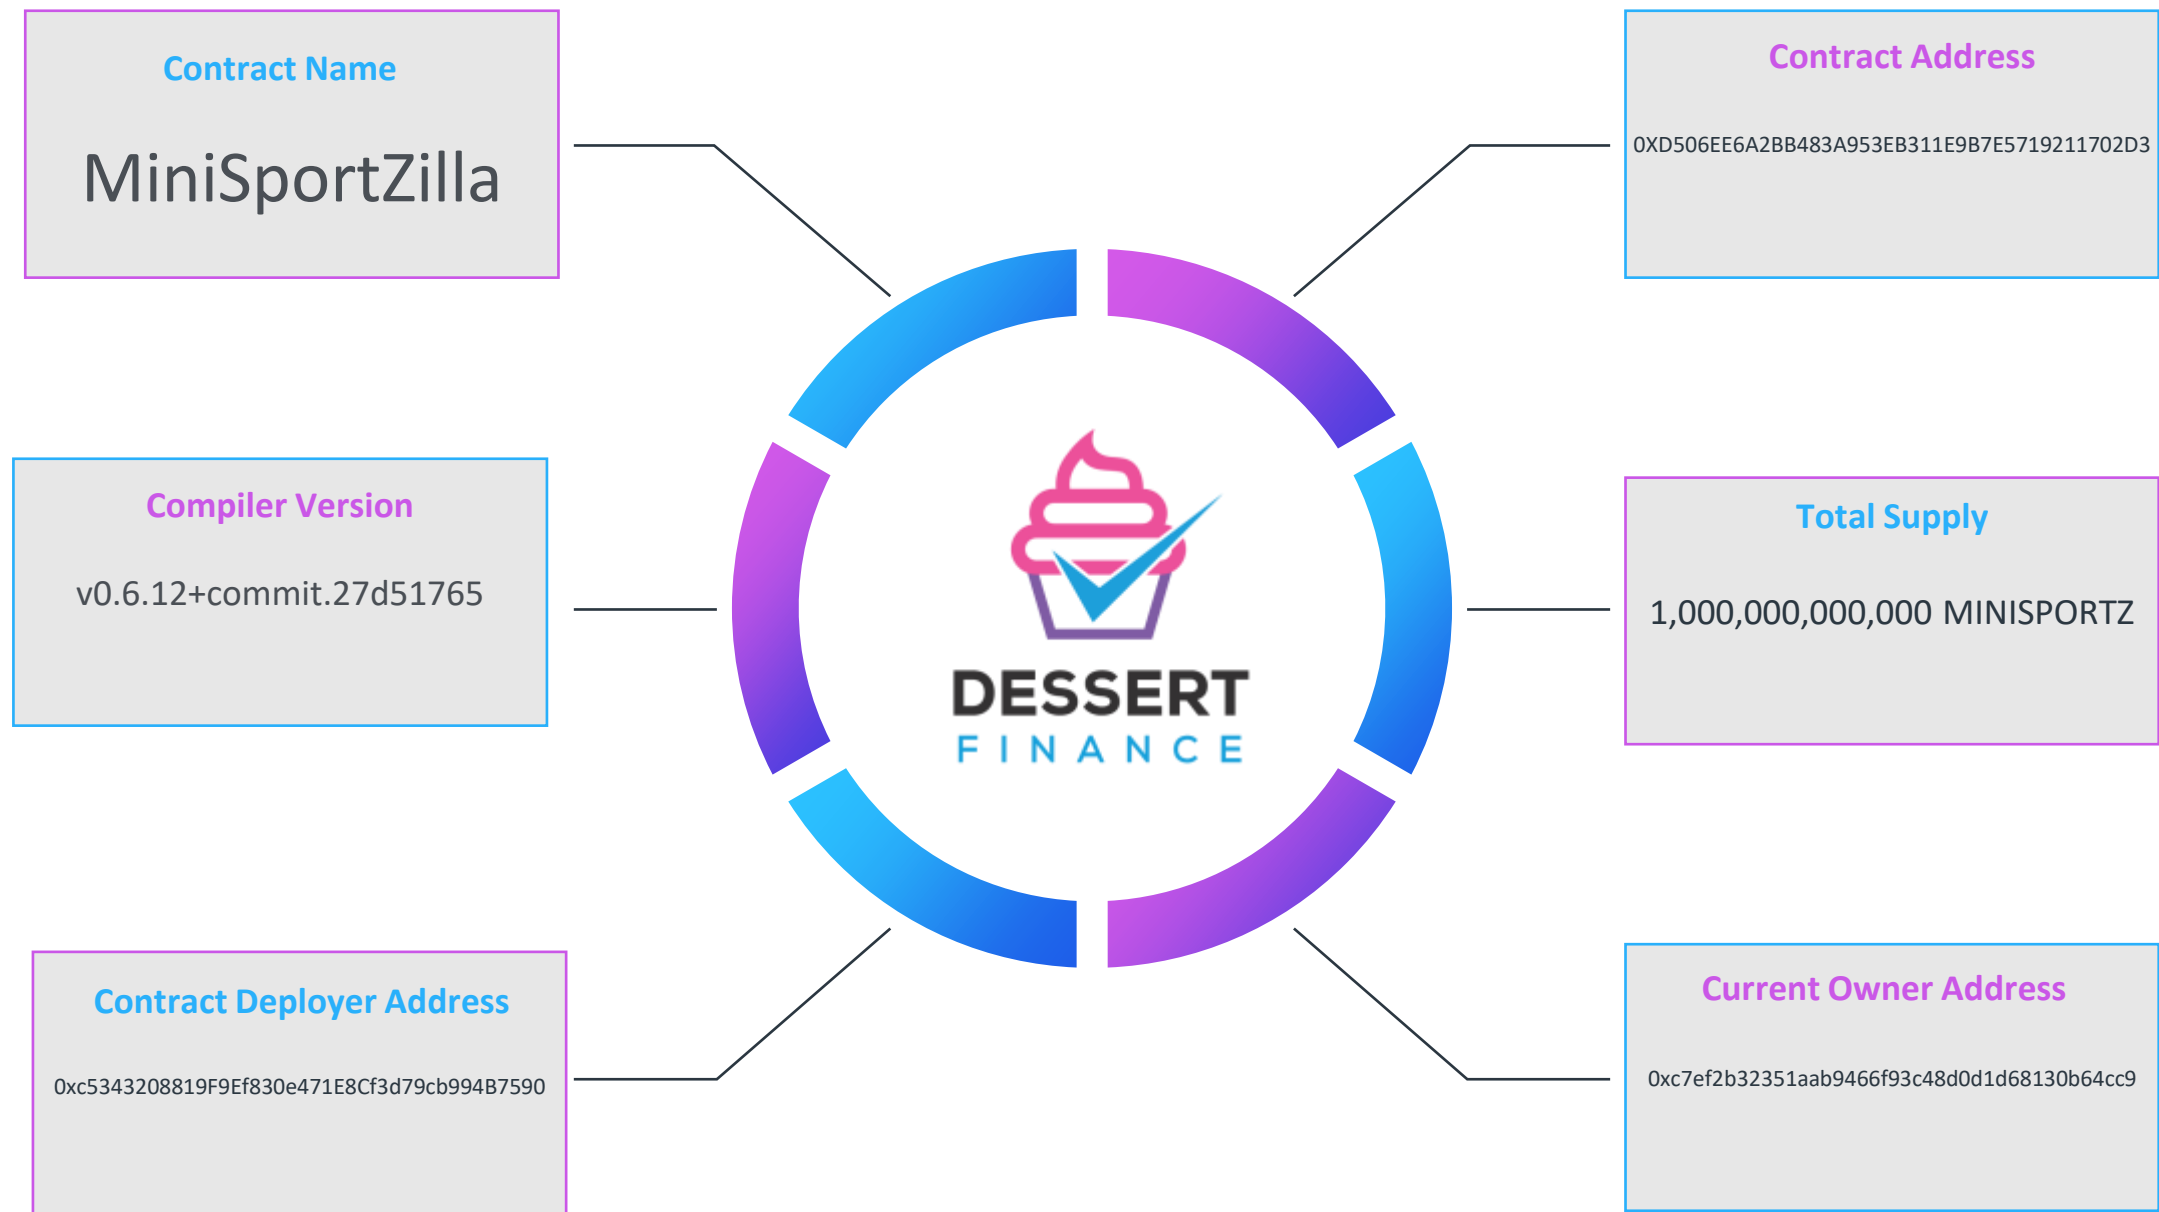 Contract Name
MiniSportZilla
Contract Address
0XD506EE6A2BB483A953EB311E9B7E5719211702D3
Compiler Version
v0.6.12+commit.27d51765
Total Supply
1,000,000,000,000 MINISPORTZ
DESSERT
FINANCE
Contract Deployer Address
0xc5343208819F9Ef830e471E8Cf3d79cb994B7590
Current Owner Address
0xc7ef2b32351aab9466f93c48d0d1d68130b64cc9